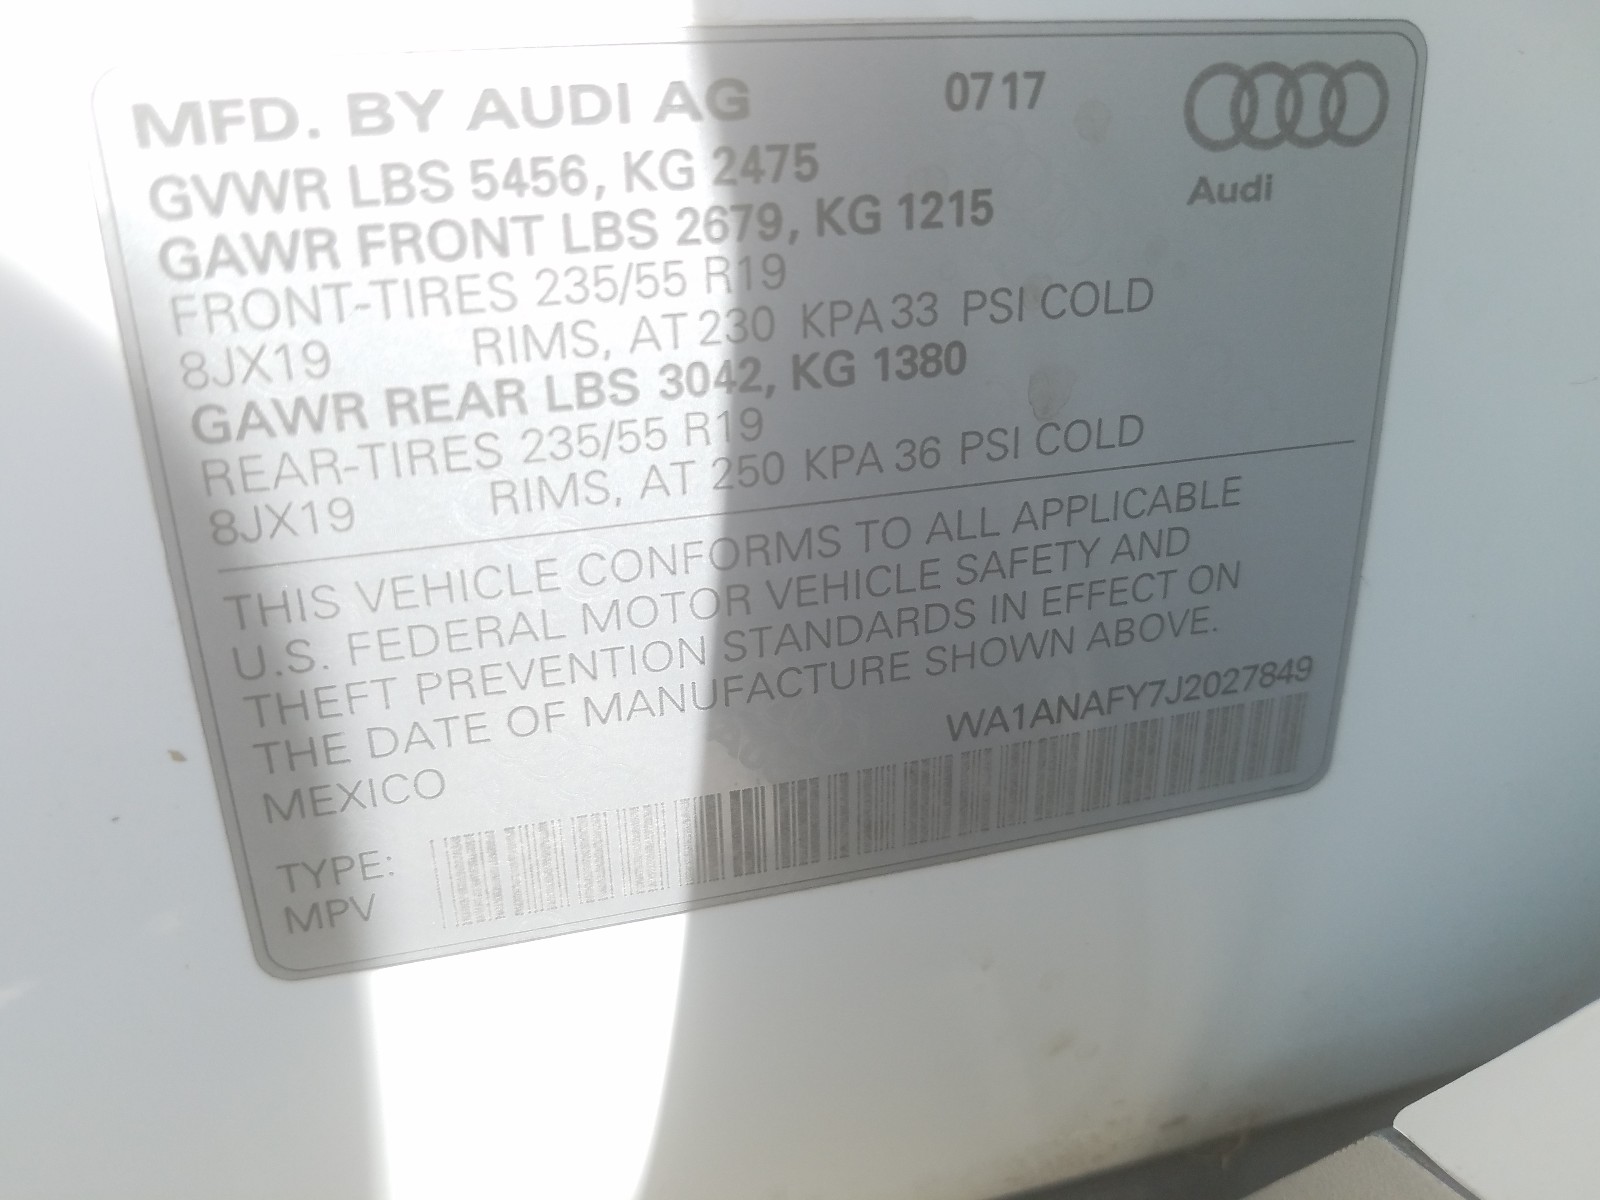 MFD. BY AUDI AG 0717
GVWR LBS 5456, KG 2475
Audi
GAWR FRONT LBS 2679, KG 1215
FRONT-TIRES 235/55 R19
8JX19 RIMS, AT 230 KPA 33 PSI COLD
GAWR REAR LBS 3042, KG 1380
REAR-TIRES 235/55 R19
8JX19 RIMS, AT 250 KPA 36 PSI COLD
THIS VEHICLE CONFORMS TO ALL APPLICABLE
U.S. FEDERAL MOTOR VEHICLE SAFETY AND
THEFT PREVENTION STANDARDS IN EFFECT ON
THE DATE OF MANUFACTURE SHOWN ABOVE.
MEXICO WA1ANAFY7J2027849
TYPE:
MPV